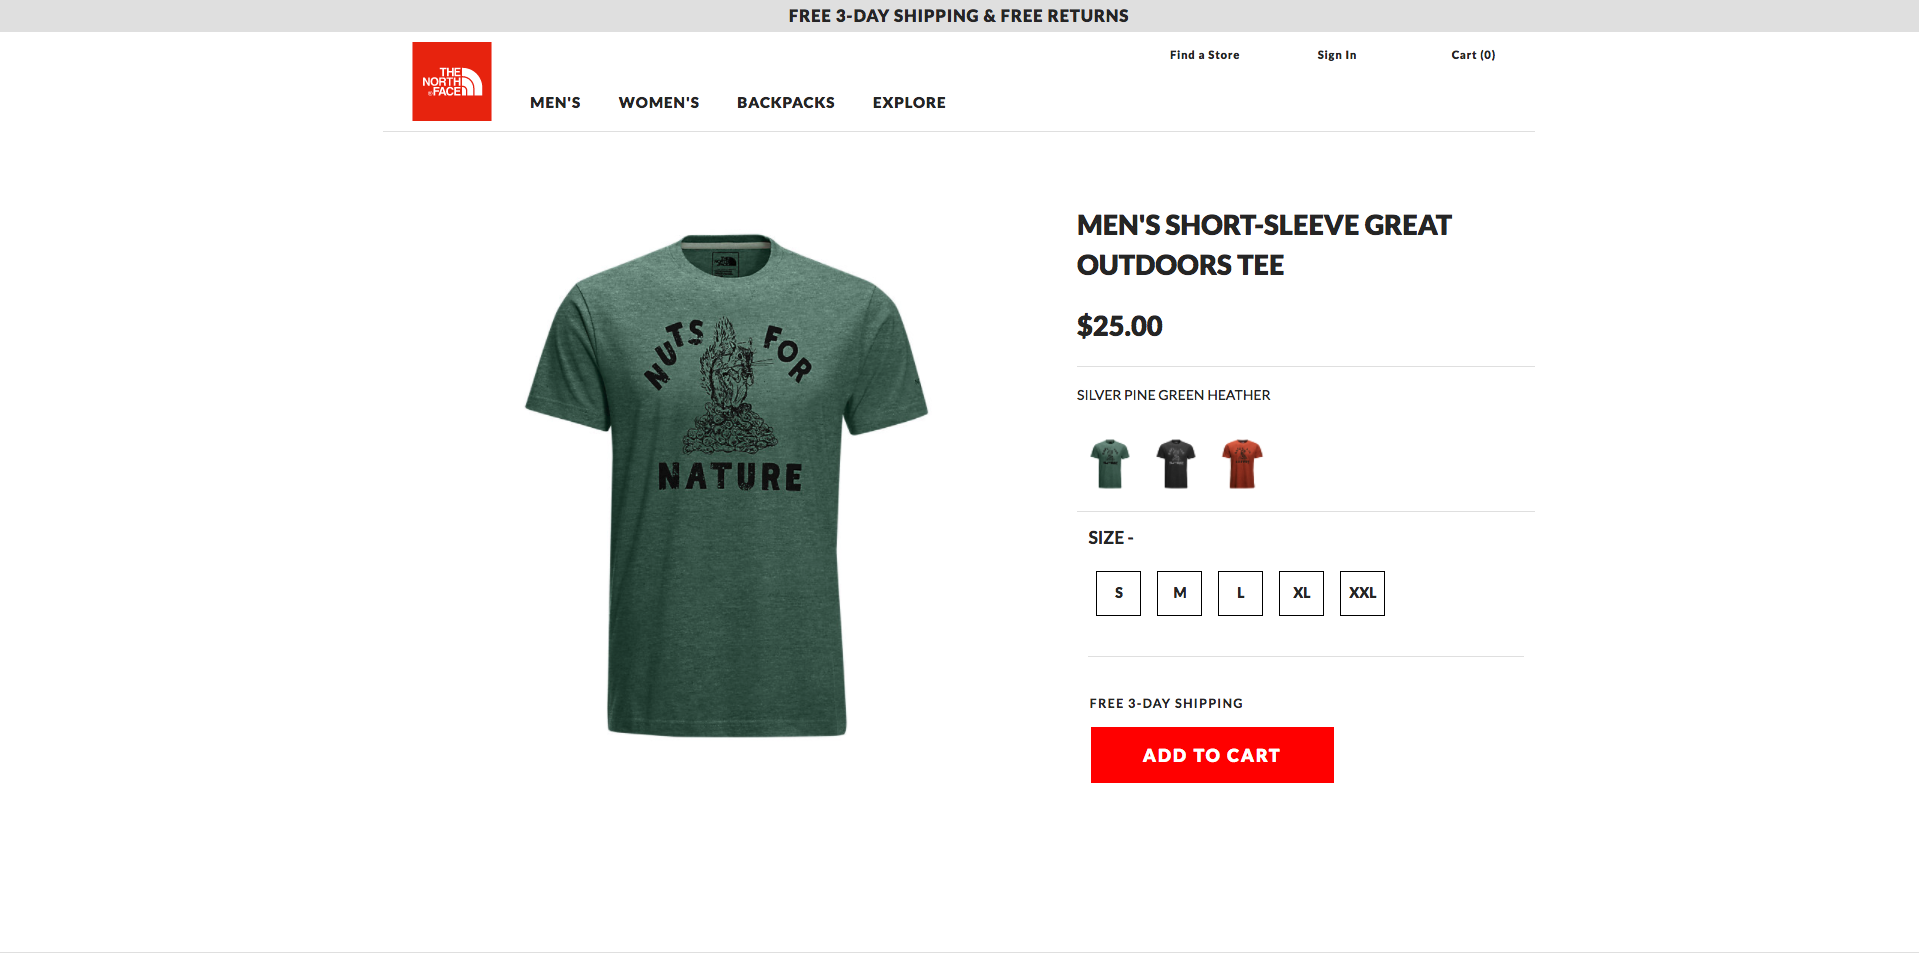 FREE 3-DAY SHIPPING & FREE RETURNS
Find a Store
Sign In
Cart (0)
THE
NORTH
FACE
MEN'S
WOMEN'S
BACKPACKS
EXPLORE
NUTS FOR
NATURE
MEN'S SHORT-SLEEVE GREAT
OUTDOORS TEE
$25.00
SILVER PINE GREEN HEATHER
SIZE -
S
M
L
XL
XXL
FREE 3-DAY SHIPPING
ADD TO CART